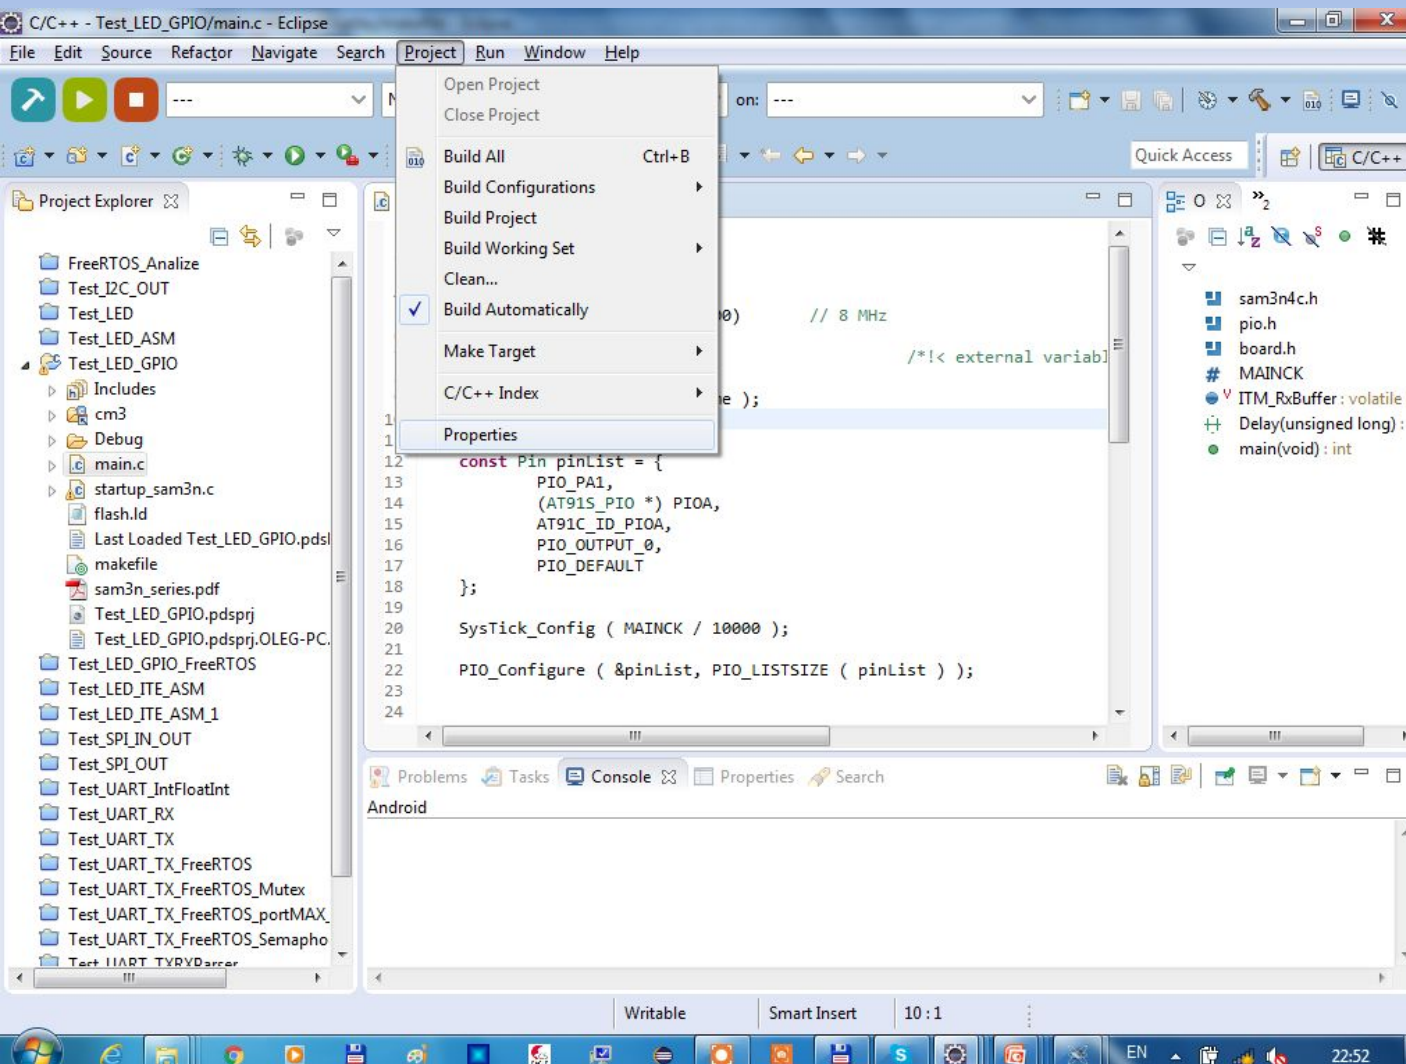 C/C++ - Test_LED_GPIO/main.c - Eclipse
File Edit Source Refactor Navigate Search Project Run Window Help
---
on: ---
Quick Access
C/C++
Open Project
Close Project
Build All Ctrl+B
Build Configurations
Build Project
Build Working Set
Clean...
Build Automatically
Make Target
C/C++ Index
Properties
Project Explorer
FreeRTOS_Analize
Test_I2C_OUT
Test_LED
Test_LED_ASM
Test_LED_GPIO
Includes
cm3
Debug
main.c
startup_sam3n.c
flash.ld
Last Loaded Test_LED_GPIO.pdsl
makefile
sam3n_series.pdf
Test_LED_GPIO.pdsprj
Test_LED_GPIO.pdsprj.OLEG-PC.
Test_LED_GPIO_FreeRTOS
Test_LED_ITE_ASM
Test_LED_ITE_ASM_1
Test_SPI_IN_OUT
Test_SPI_OUT
Test_UART_IntFloatInt
Test_UART_RX
Test_UART_TX
Test_UART_TX_FreeRTOS
Test_UART_TX_FreeRTOS_Mutex
Test_UART_TX_FreeRTOS_portMAX_
Test_UART_TX_FreeRTOS_Semapho
Test_UART_TXRXParser
// 8 MHz
/*!< external variabl
);
12 const Pin pinList = {
13 PIO_PA1,
14 (AT91S_PIO *) PIOA,
15 AT91C_ID_PIOA,
16 PIO_OUTPUT_0,
17 PIO_DEFAULT
18 };
19
20 SysTick_Config ( MAINCK / 10000 );
21
22 PIO_Configure ( &pinList, PIO_LISTSIZE ( pinList ) );
23
24
O
2
sam3n4c.h
pio.h
board.h
MAINCK
ITM_RxBuffer : volatile
Delay(unsigned long) :
main(void) : int
Problems Tasks Console Properties Search
Android
Writable Smart Insert 10 : 1
EN 22:52